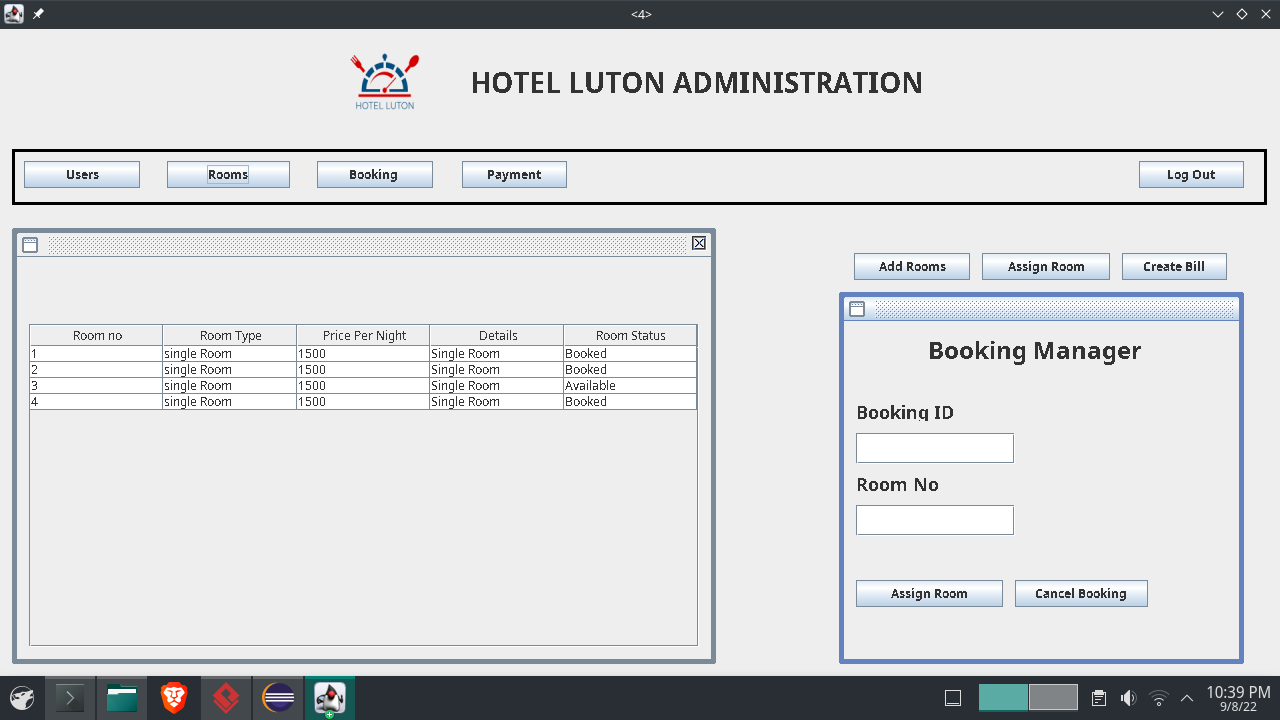 <4>
HOTEL LUTON
HOTEL LUTON ADMINISTRATION
Users Rooms Booking Payment Log Out
Add Rooms Assign Room Create Bill
Room no Room Type Price Per Night Details Room Status
1 single Room 1500 Single Room Booked
2 single Room 1500 Single Room Booked
3 single Room 1500 Single Room Available
4 single Room 1500 Single Room Booked
Booking Manager
Booking ID
Room No
Assign Room Cancel Booking
10:39 PM
9/8/22